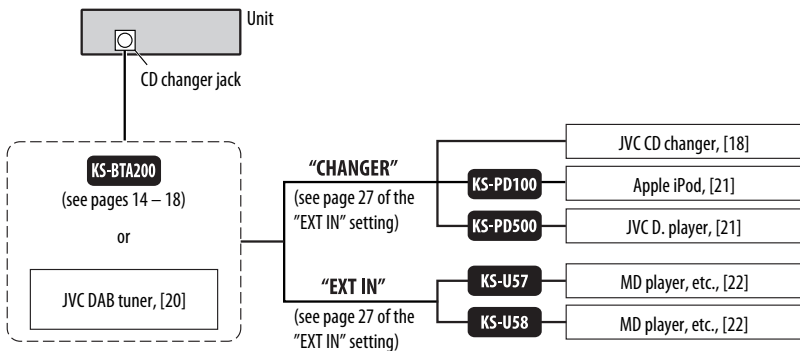 Unit
CD changer jack
KS-BTA200
(see pages 14 – 18)
or
JVC DAB tuner, [20]
“CHANGER”
(see page 27 of the
”EXT IN” setting)
“EXT IN”
(see page 27 of the
”EXT IN” setting)
JVC CD changer, [18]
KS-PD100
Apple iPod, [21]
KS-PD500
JVC D. player, [21]
KS-U57
MD player, etc., [22]
KS-U58
MD player, etc., [22]